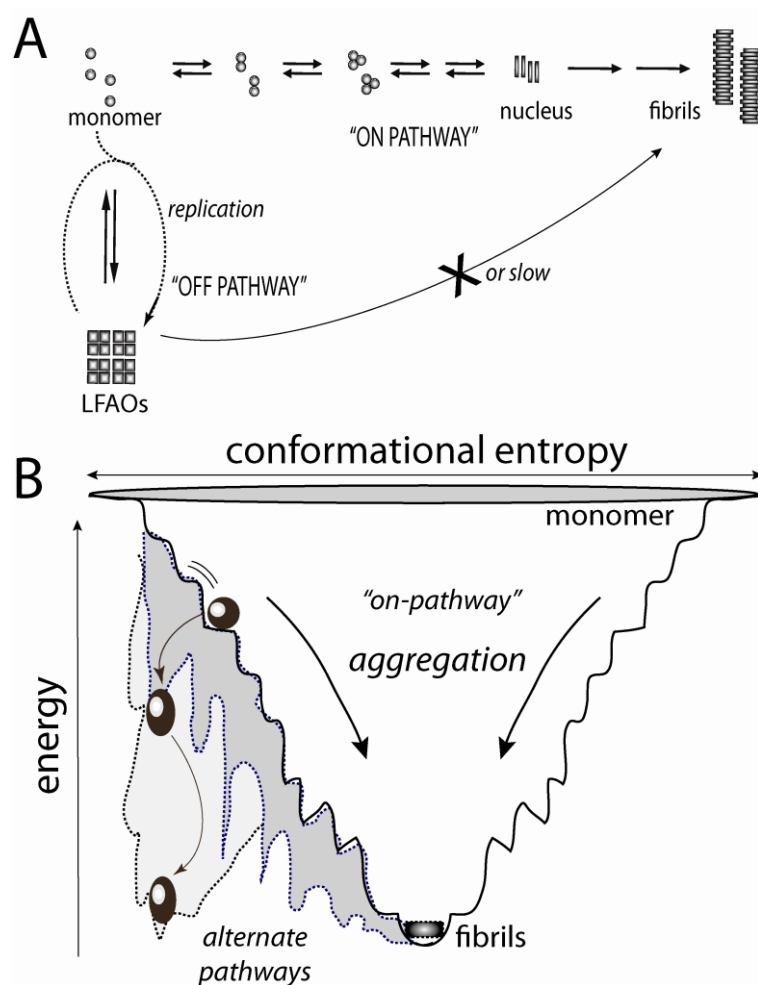 A
monomer
nucleus
fibrils
"ON PATHWAY"
replication
"OFF PATHWAY"
or slow
LFAOs
conformational entropy
B
monomer
"on-pathway"
aggregation
energy
alternate
pathways
fibrils